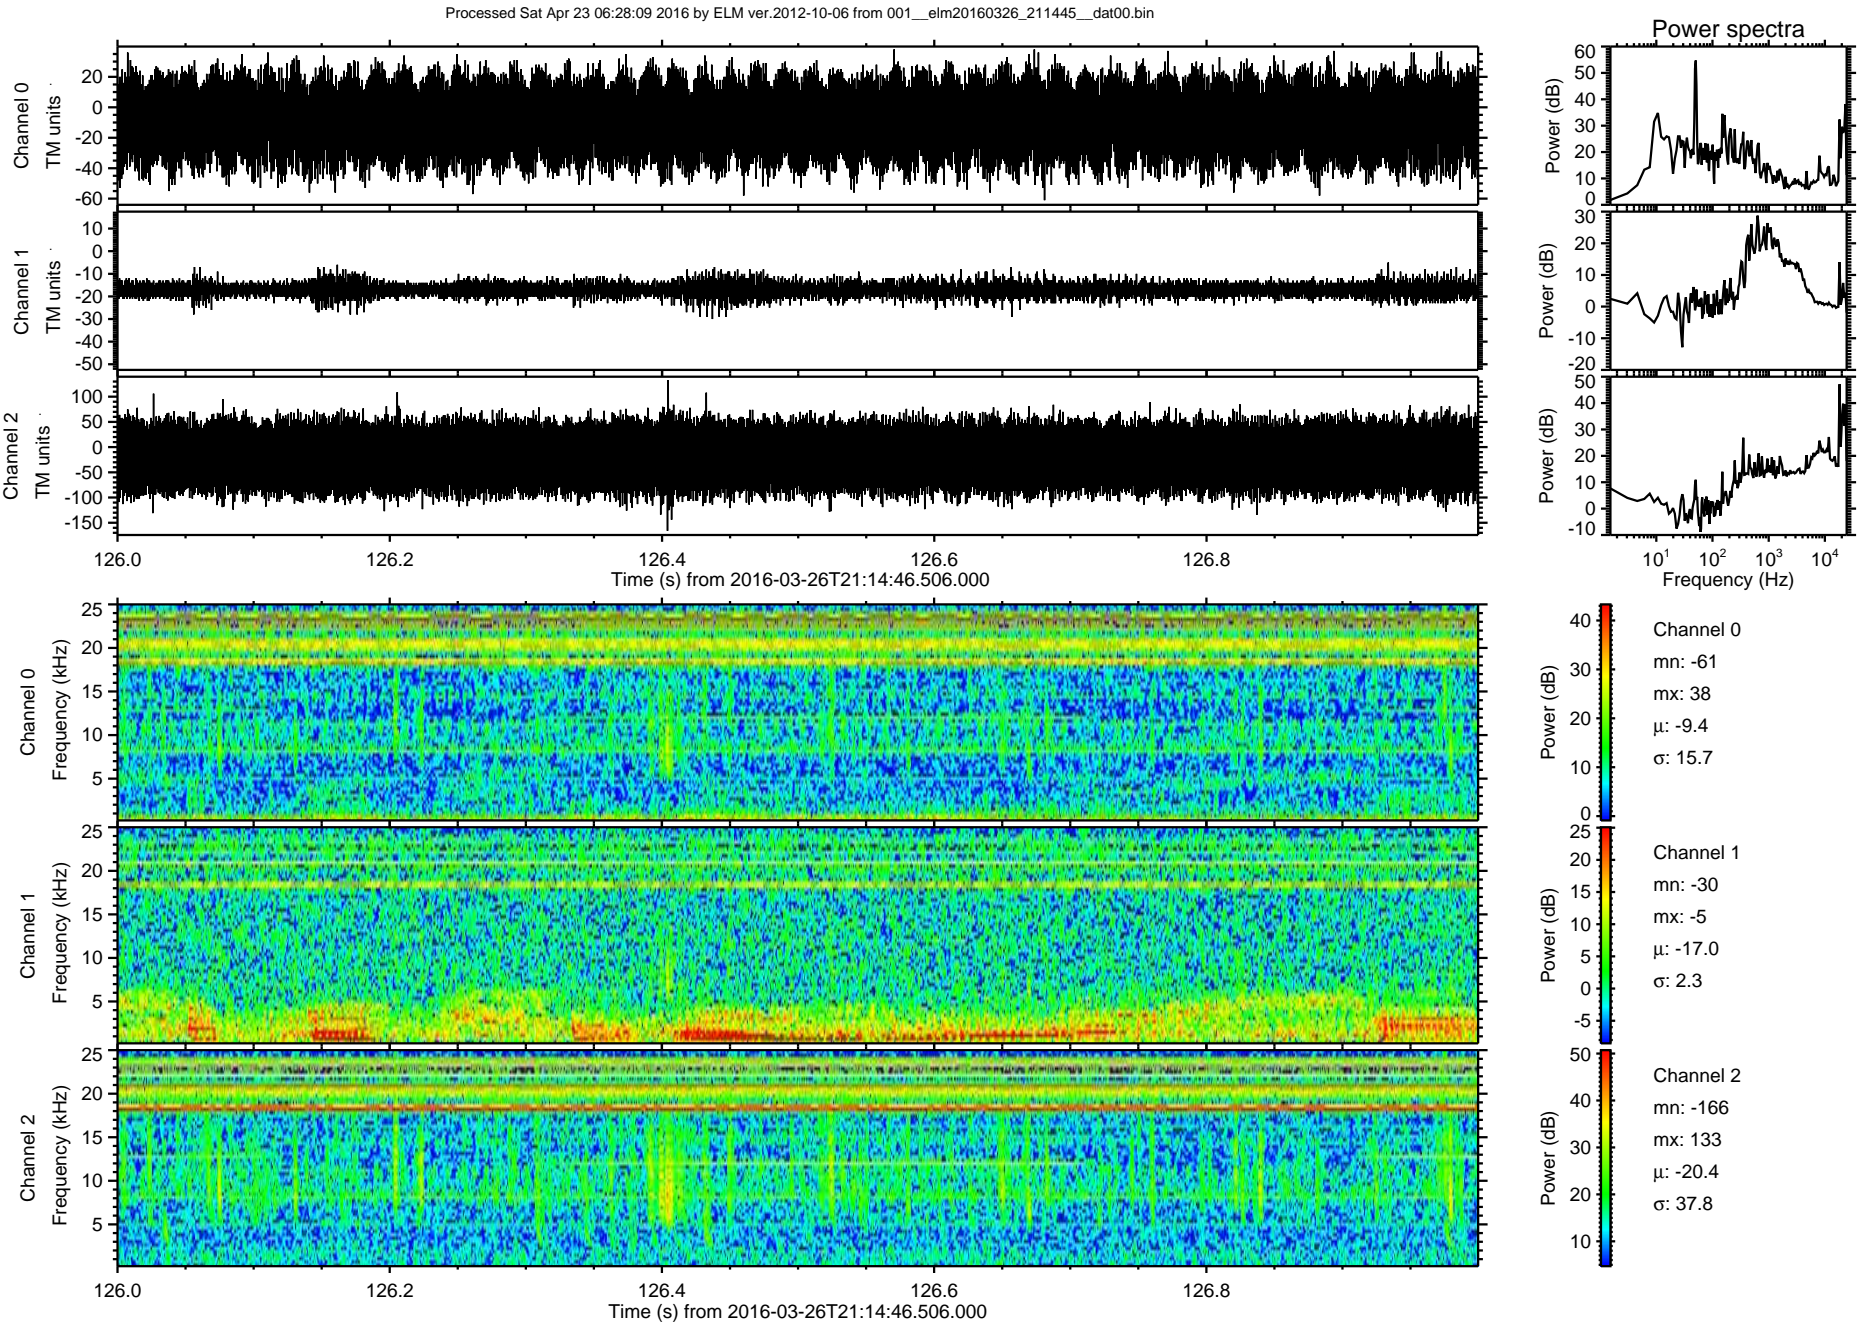 Processed Sat Apr 23 06:28:09 2016 by ELM ver.2012-10-06 from 001__elm20160326_211445__dat00.bin
Power spectra
Channel 0
TM units
20
0
-20
-40
-60
Power (dB)
60
50
40
30
20
10
0
Channel 1
TM units
10
0
-10
-20
-30
-40
-50
Power (dB)
30
20
10
0
-10
-20
Channel 2
TM units
100
50
0
-50
-100
-150
Power (dB)
50
40
30
20
10
0
-10
126.0 126.2 126.4 126.6 126.8
Time (s) from 2016-03-26T21:14:46.506.000
10¹ 10² 10³ 10⁴
Frequency (Hz)
Channel 0
Frequency (kHz)
25
20
15
10
5
Power (dB)
40
30
20
10
0
Channel 0
mn: -61
mx: 38
μ: -9.4
σ: 15.7
Channel 1
Frequency (kHz)
25
20
15
10
5
Power (dB)
25
20
15
10
5
0
-5
Channel 1
mn: -30
mx: -5
μ: -17.0
σ: 2.3
Channel 2
Frequency (kHz)
25
20
15
10
5
Power (dB)
50
40
30
20
10
Channel 2
mn: -166
mx: 133
μ: -20.4
σ: 37.8
126.0 126.2 126.4 126.6 126.8
Time (s) from 2016-03-26T21:14:46.506.000